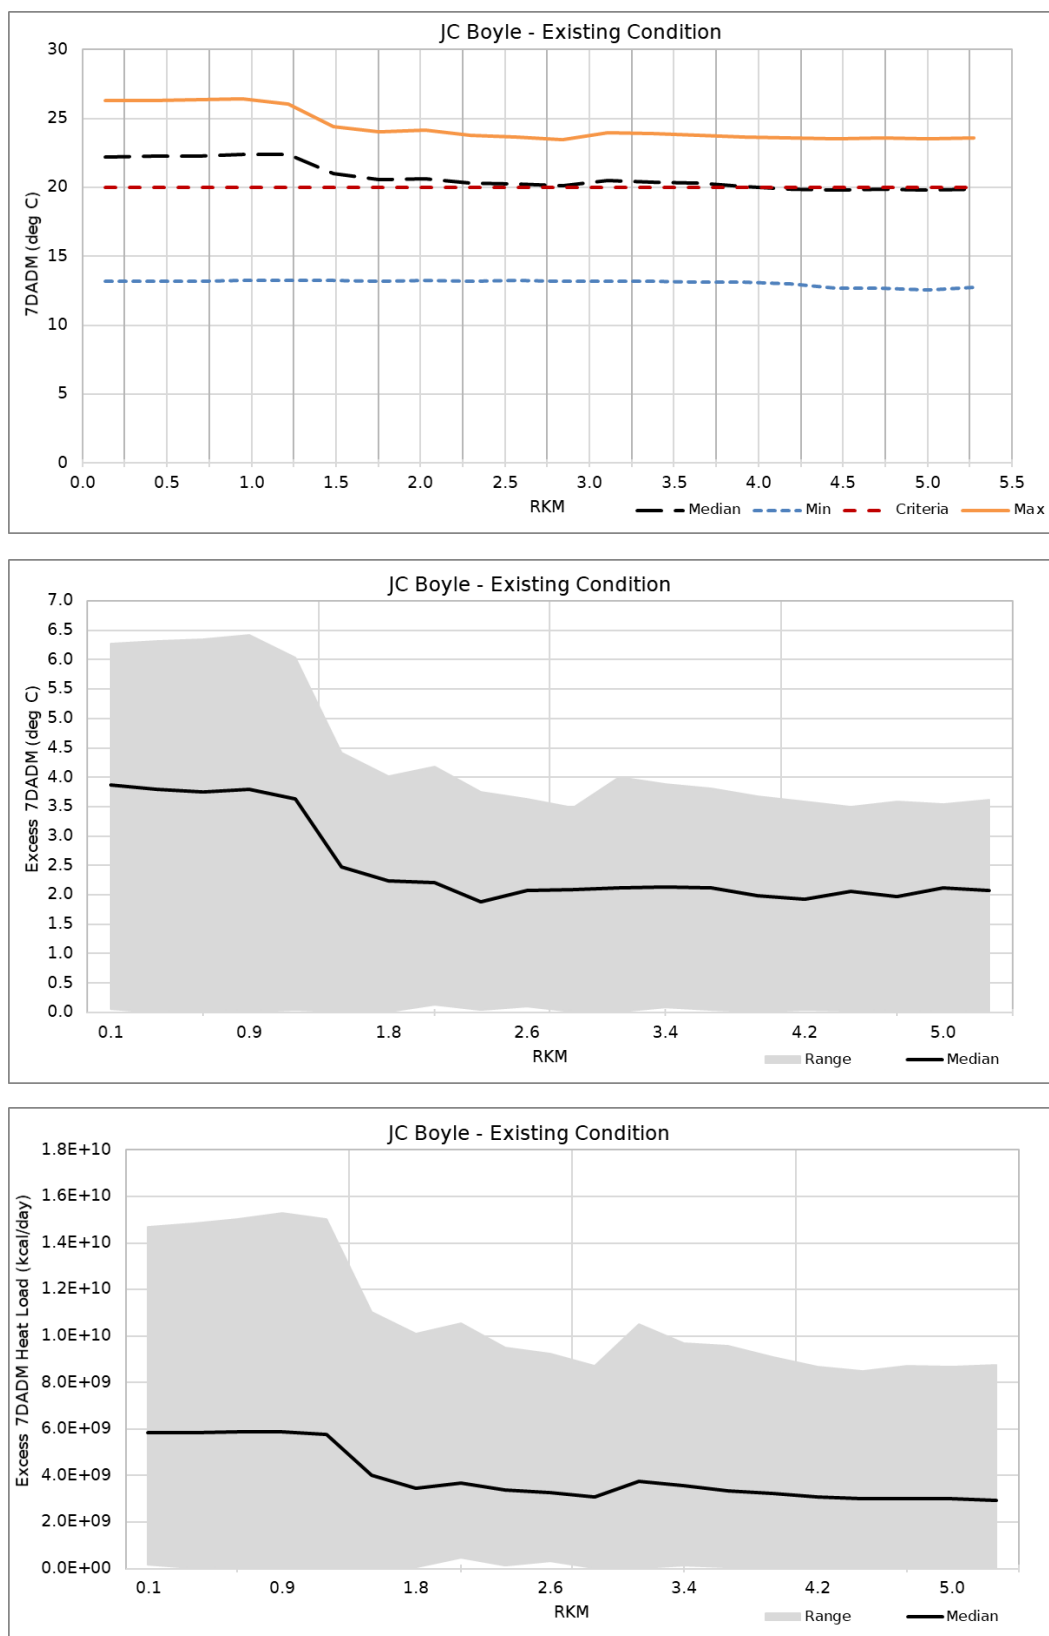 JC Boyle - Existing Condition
30
25
20
15
10
5
0
7DADM (deg C)
0.0 0.5 1.0 1.5 2.0 2.5 3.0 3.5 4.0 4.5 5.0 5.5
RKM
Median Min Criteria Max
JC Boyle - Existing Condition
7.0
6.5
6.0
5.5
5.0
4.5
4.0
3.5
3.0
2.5
2.0
1.5
1.0
0.5
0.0
Excess 7DADM (deg C)
0.1 0.9 1.8 2.6 3.4 4.2 5.0
RKM
Range Median
JC Boyle - Existing Condition
1.8E+10
1.6E+10
1.4E+10
1.2E+10
1.0E+10
8.0E+09
6.0E+09
4.0E+09
2.0E+09
0.0E+00
Excess 7DADM Heat Load (kcal/day)
0.1 0.9 1.8 2.6 3.4 4.2 5.0
RKM
Range Median